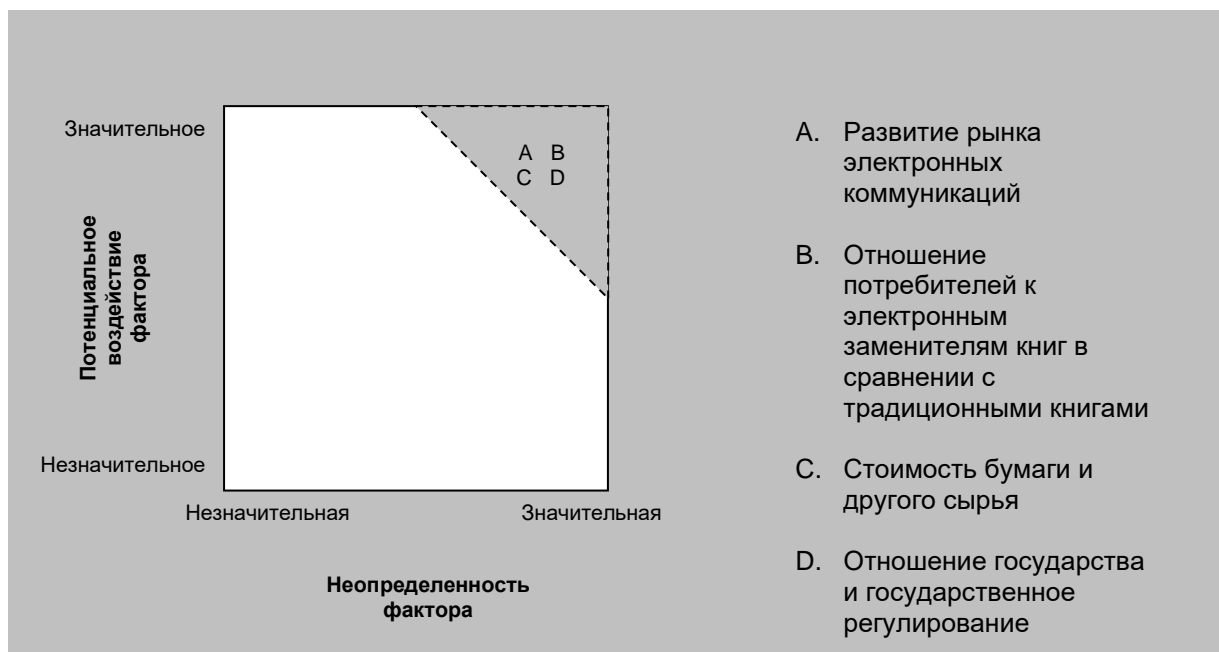 Значительное
Потенциальное
воздействие
фактора
Незначительное
A B
C D
Незначительная
Значительная
Неопределенность
фактора
A. Развитие рынка
электронных
коммуникаций
B. Отношение
потребителей к
электронным
заменителям книг в
сравнении с
традиционными книгами
C. Стоимость бумаги и
другого сырья
D. Отношение государства
и государственное
регулирование